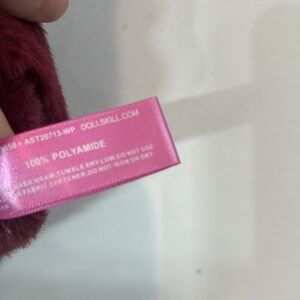 AST20713-WP DOLLSKILL.COM
100% POLYAMIDE
WARM.TUMBLE DRY LOW.DO NOT USE
FABRIC SOFTENER.DO NOT IRON OR DRY